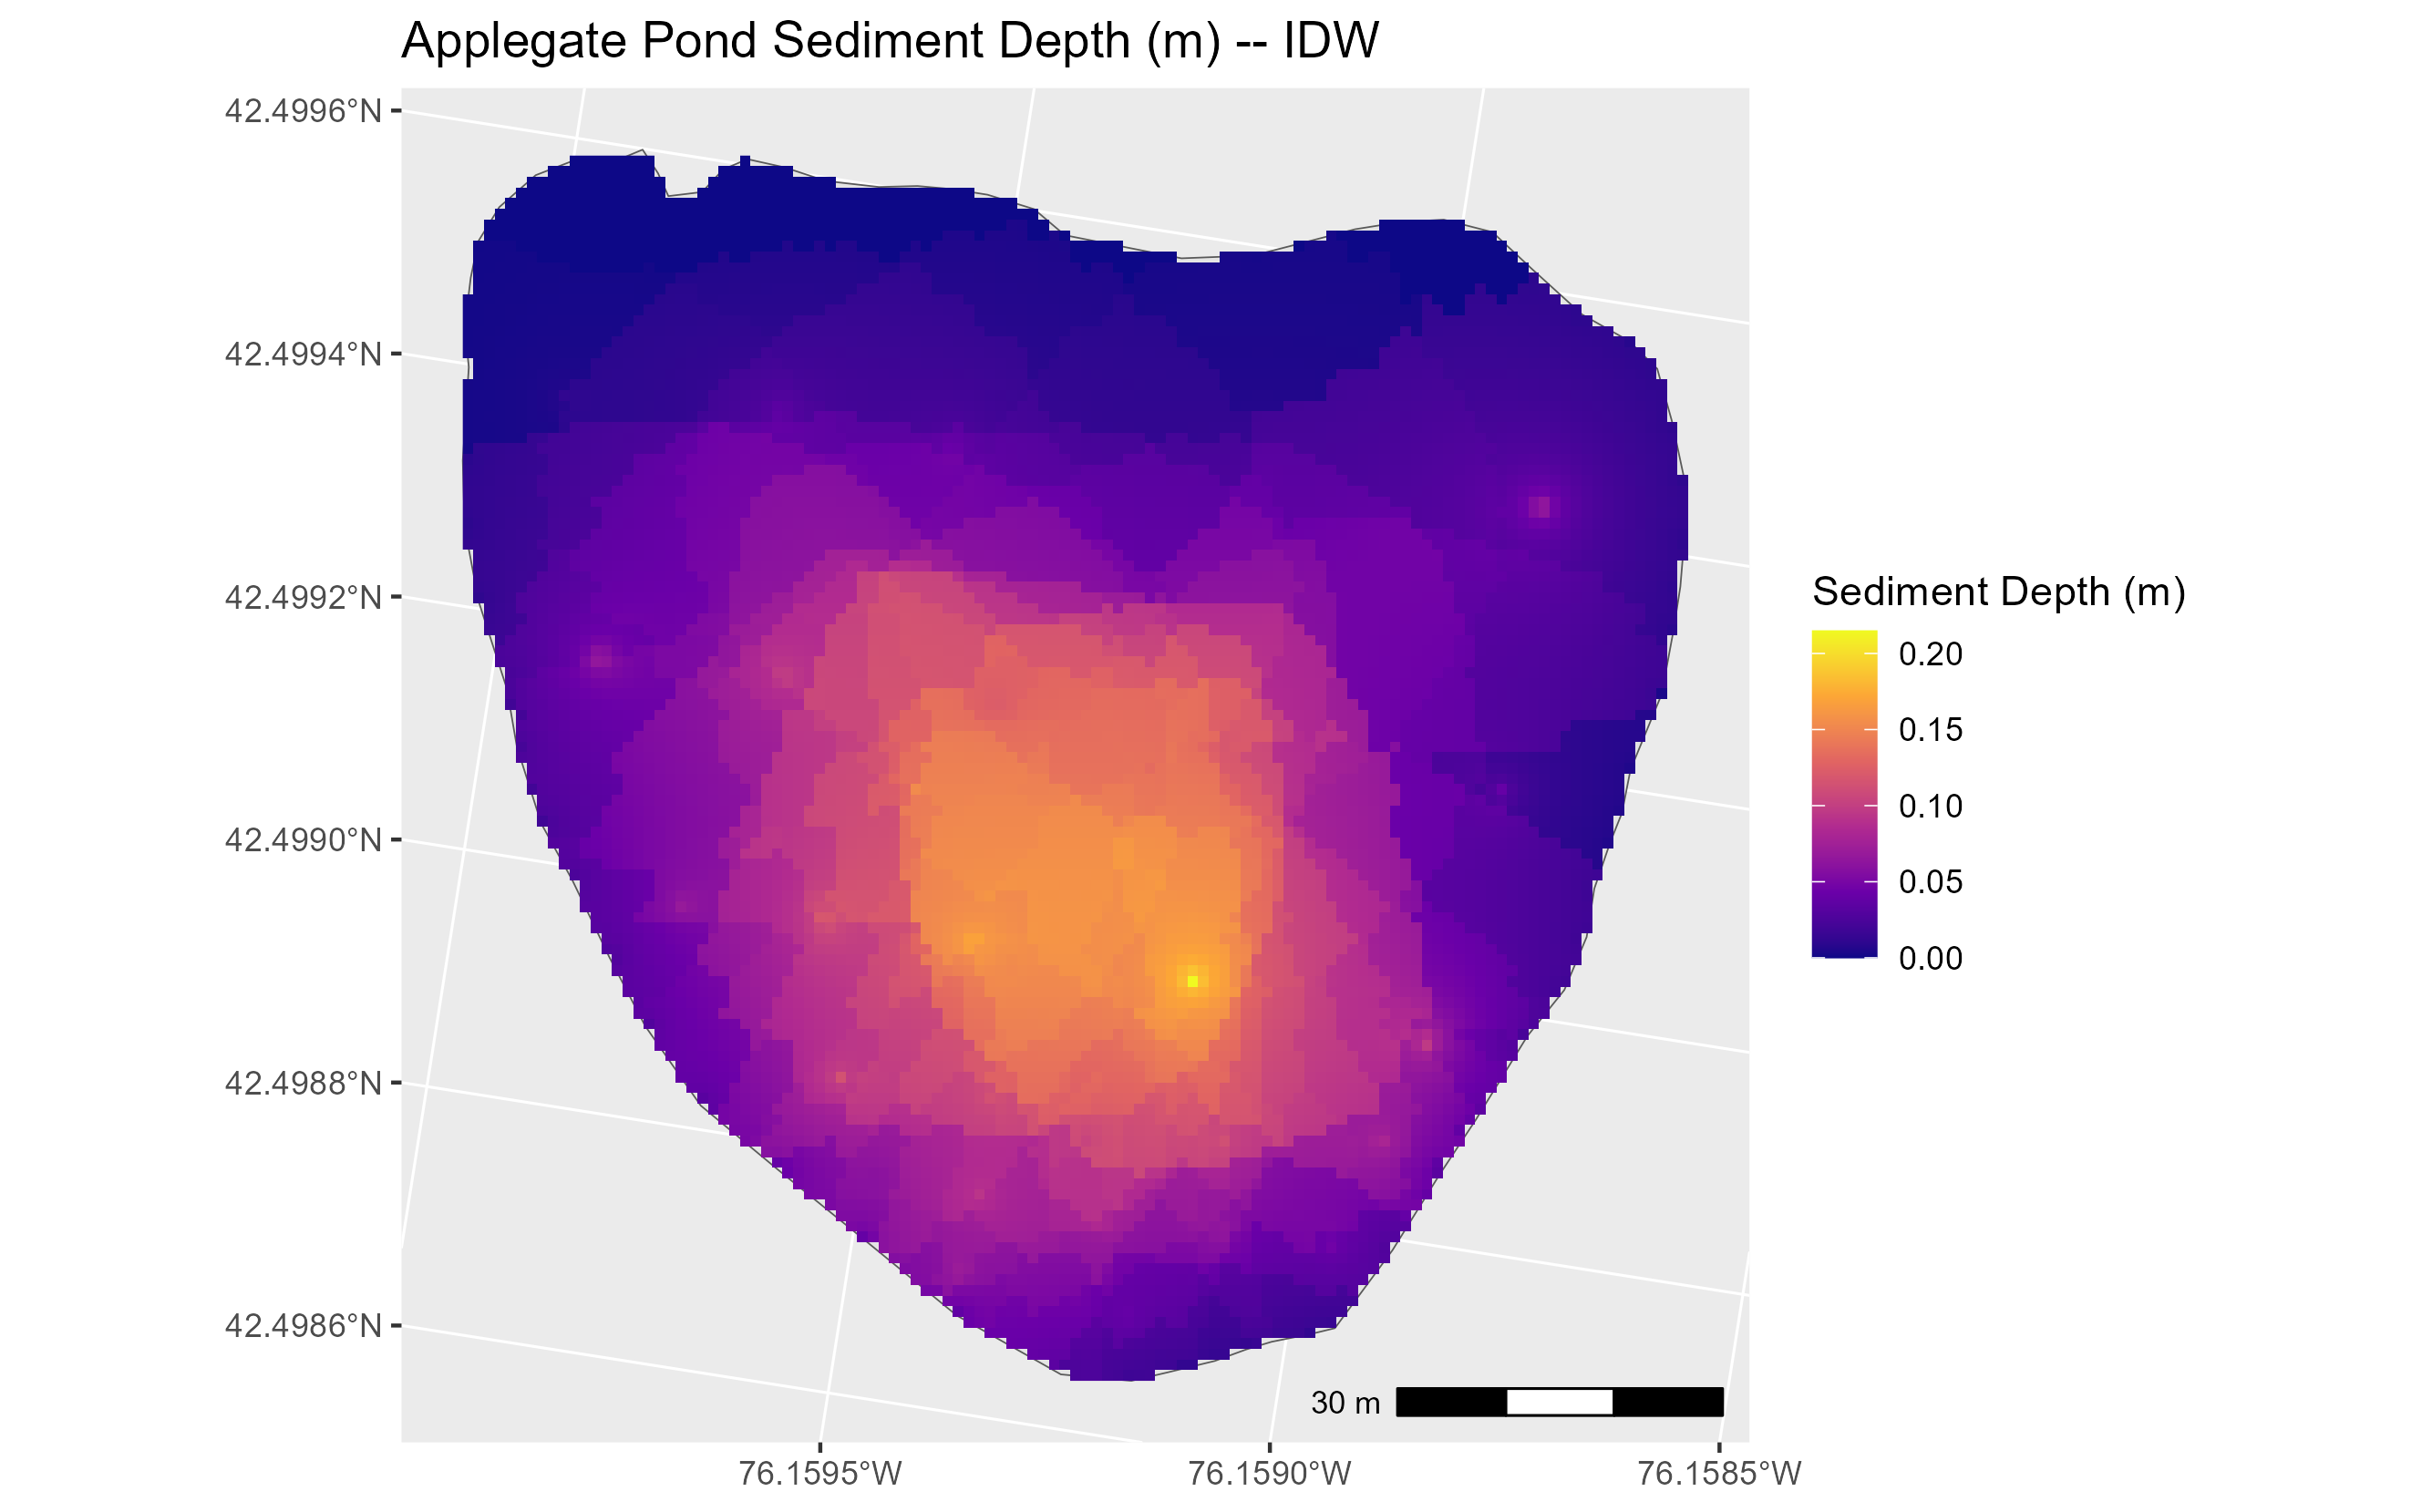 Applegate Pond Sediment Depth (m) -- IDW
42.4996°N
42.4994°N
42.4992°N
42.4990°N
42.4988°N
42.4986°N
76.1595°W
76.1590°W
76.1585°W
30 m
Sediment Depth (m)
0.20
0.15
0.10
0.05
0.00